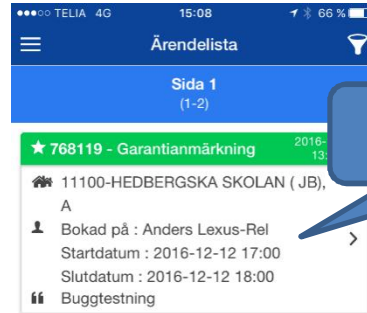 TELIA 4G 15:08 66 %
Ärendelista
Sida 1
(1-2)
768119 - Garantianmärkning 2016-
13:
11100-HEDBERGSKA SKOLAN ( JB),
A
Bokad på : Anders Lexus-Rel
Startdatum : 2016-12-12 17:00
Slutdatum : 2016-12-12 18:00
Buggtestning